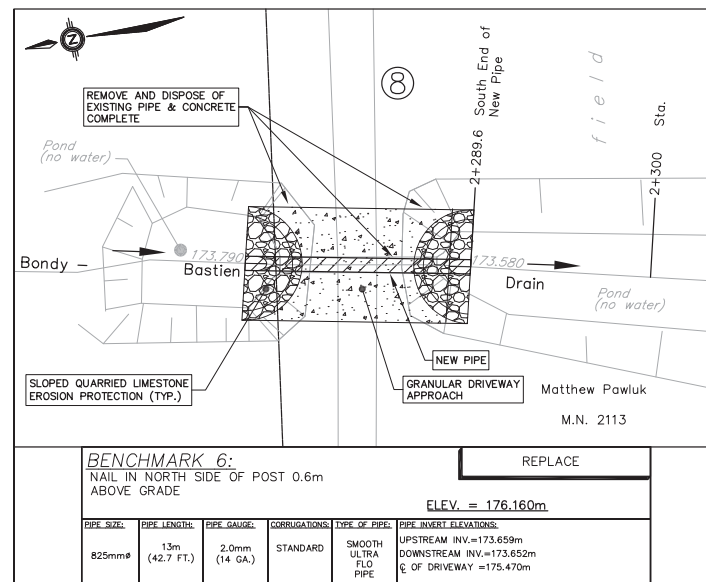 Z
REMOVE AND DISPOSE OF
EXISTING PIPE & CONCRETE
COMPLETE
8
South End of
New Pipe
2+289.6
field
Sta.
2+300
Pond
(no water)
173.790
173.580
Bondy -
Bastien
Drain
Pond
(no water)
NEW PIPE
SLOPED QUARRIED LIMESTONE
EROSION PROTECTION (TYP.)
GRANULAR DRIVEWAY
APPROACH
Matthew Pawluk
M.N. 2113
BENCHMARK 6:
NAIL IN NORTH SIDE OF POST 0.6m
ABOVE GRADE
REPLACE
ELEV. = 176.160m
PIPE SIZE:
825mmø
PIPE LENGTH:
13m
(42.7 FT.)
PIPE GAUGE:
2.0mm
(14 GA.)
CORRUGATIONS:
STANDARD
TYPE OF PIPE:
SMOOTH
ULTRA
FLO
PIPE
PIPE INVERT ELEVATIONS:
UPSTREAM INV.=173.659m
DOWNSTREAM INV.=173.652m
℄ OF DRIVEWAY =175.470m